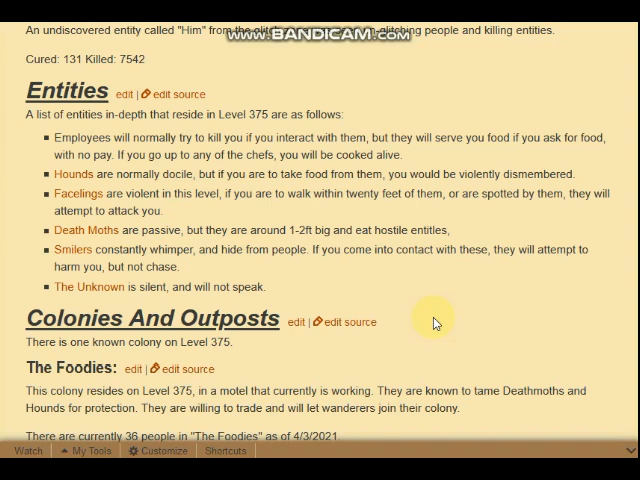 An undiscovered entity called "Him" from the glitching people and killing entities.
www.BANDICAM.com
Cured: 131 Killed: 7542
Entities edit | edit source
A list of entities in-depth that reside in Level 375 are as follows:
Employees will normally try to kill you if you interact with them, but they will serve you food if you ask for food,
with no pay. If you go up to any of the chefs, you will be cooked alive.
Hounds are normally docile, but if you are to take food from them, you would be violently dismembered.
Facelings are violent in this level, if you are to walk within twenty feet of them, or are spotted by them, they will
attempt to attack you.
Death Moths are passive, but they are around 1-2ft big and eat hostile entitles,
Smilers constantly whimper, and hide from people. If you come into contact with these, they will attempt to
harm you, but not chase.
The Unknown is silent, and will not speak.
Colonies And Outposts edit | edit source
There is one known colony on Level 375.
The Foodies: edit | edit source
This colony resides on Level 375, in a motel that currently is working. They are known to tame Deathmoths and
Hounds for protection. They are willing to trade and will let wanderers join their colony.
There are currently 36 people in "The Foodies" as of 4/3/2021.
Watch My Tools Customize Shortcuts